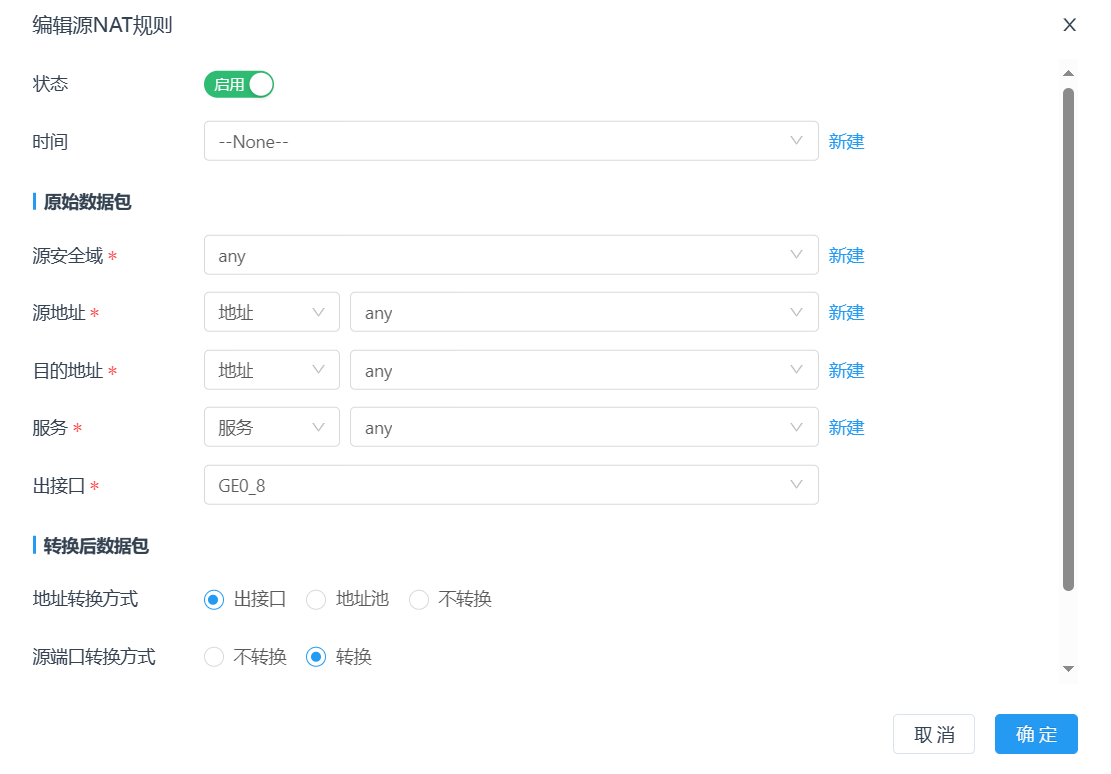 编辑源NAT规则 X
状态 启用
时间 --None-- 新建
原始数据包
源安全域 * any 新建
源地址 * 地址 any 新建
目的地址 * 地址 any 新建
服务 * 服务 any 新建
出接口 * GE0_8
转换后数据包
地址转换方式 出接口 地址池 不转换
源端口转换方式 不转换 转换
取消 确定